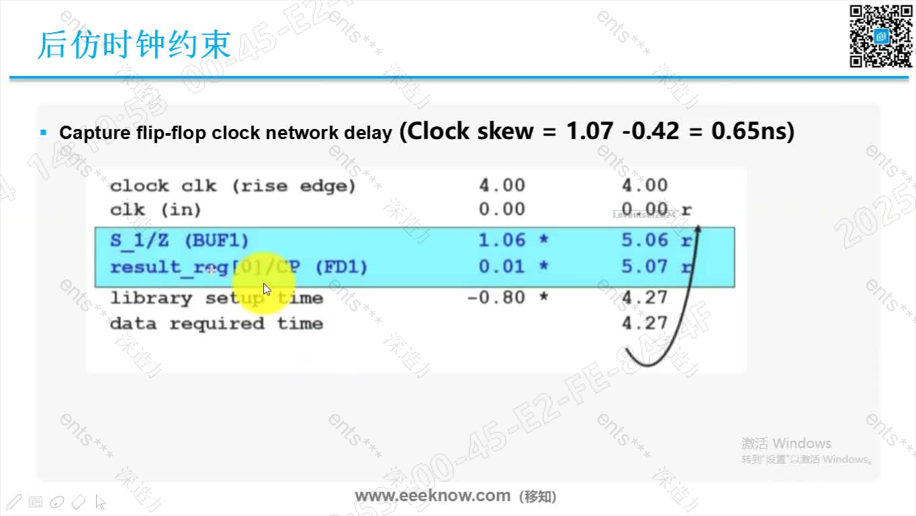 后仿时钟约束
Capture flip-flop clock network delay (Clock skew = 1.07 -0.42 = 0.65ns)
clock clk (rise edge) 4.00 4.00
clk (in) 0.00 0.00 r
S_1/Z (BUF1) 1.06 * 5.06 r
result_reg[0]/CP (FD1) 0.01 * 5.07 r
library setup time -0.80 * 4.27
data required time 4.27
激活 Windows
转到"设置"以激活 Windows。
www.eeeknow.com（移知）